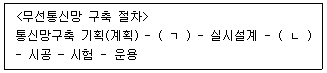 <무선통신망 구축 절차>
통신망구축 기획(계획) - ( ㄱ ) - 실시설계 - ( ㄴ )
- 시공 - 시험 - 운용